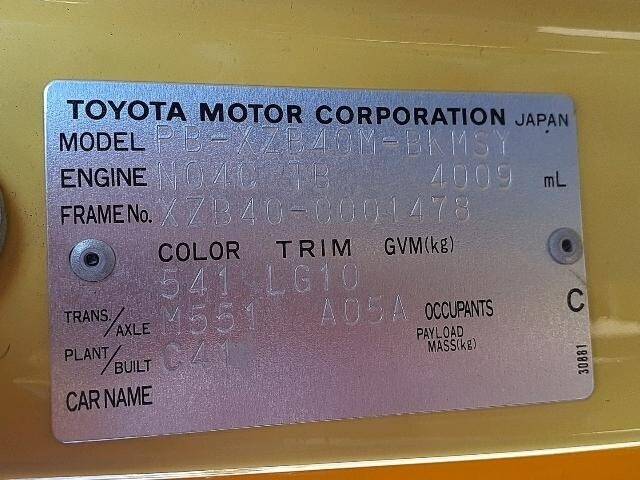 TOYOTA MOTOR CORPORATION JAPAN
MODEL PB-XZB40M-BKMSY
ENGINE N04C-TB 4009 mL
FRAME No. XZB40-0001478
COLOR TRIM GVM(kg)
541 LG10
TRANS./AXLE M551 A05A OCCUPANTS C
PAYLOAD MASS(kg)
PLANT/BUILT C41
CAR NAME
30881